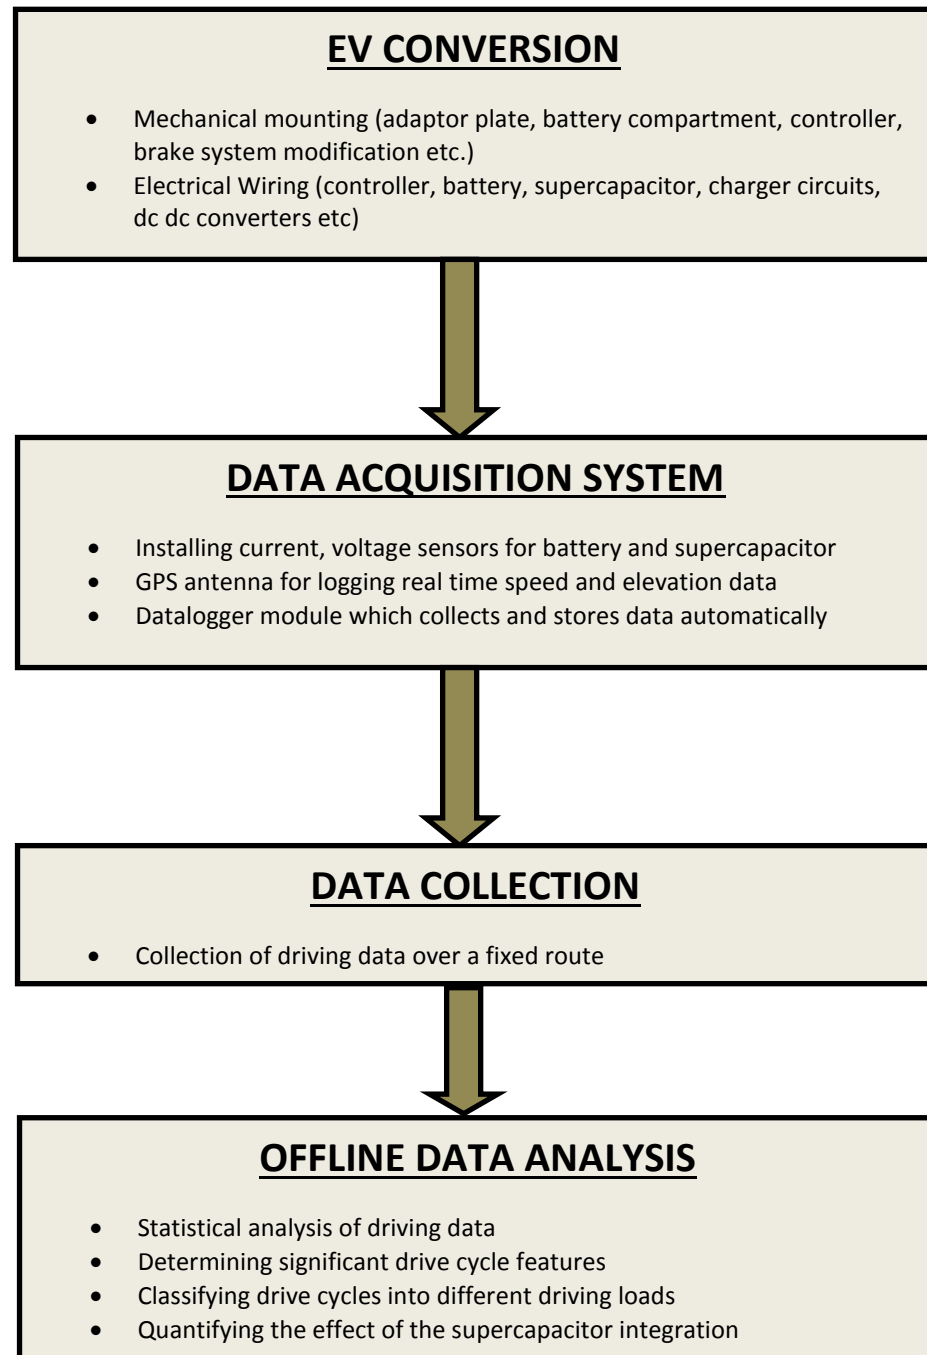 EV CONVERSION
• Mechanical mounting (adaptor plate, battery compartment, controller,
brake system modification etc.)
• Electrical Wiring (controller, battery, supercapacitor, charger circuits,
dc dc converters etc)
DATA ACQUISITION SYSTEM
• Installing current, voltage sensors for battery and supercapacitor
• GPS antenna for logging real time speed and elevation data
• Datalogger module which collects and stores data automatically
DATA COLLECTION
• Collection of driving data over a fixed route
OFFLINE DATA ANALYSIS
• Statistical analysis of driving data
• Determining significant drive cycle features
• Classifying drive cycles into different driving loads
• Quantifying the effect of the supercapacitor integration